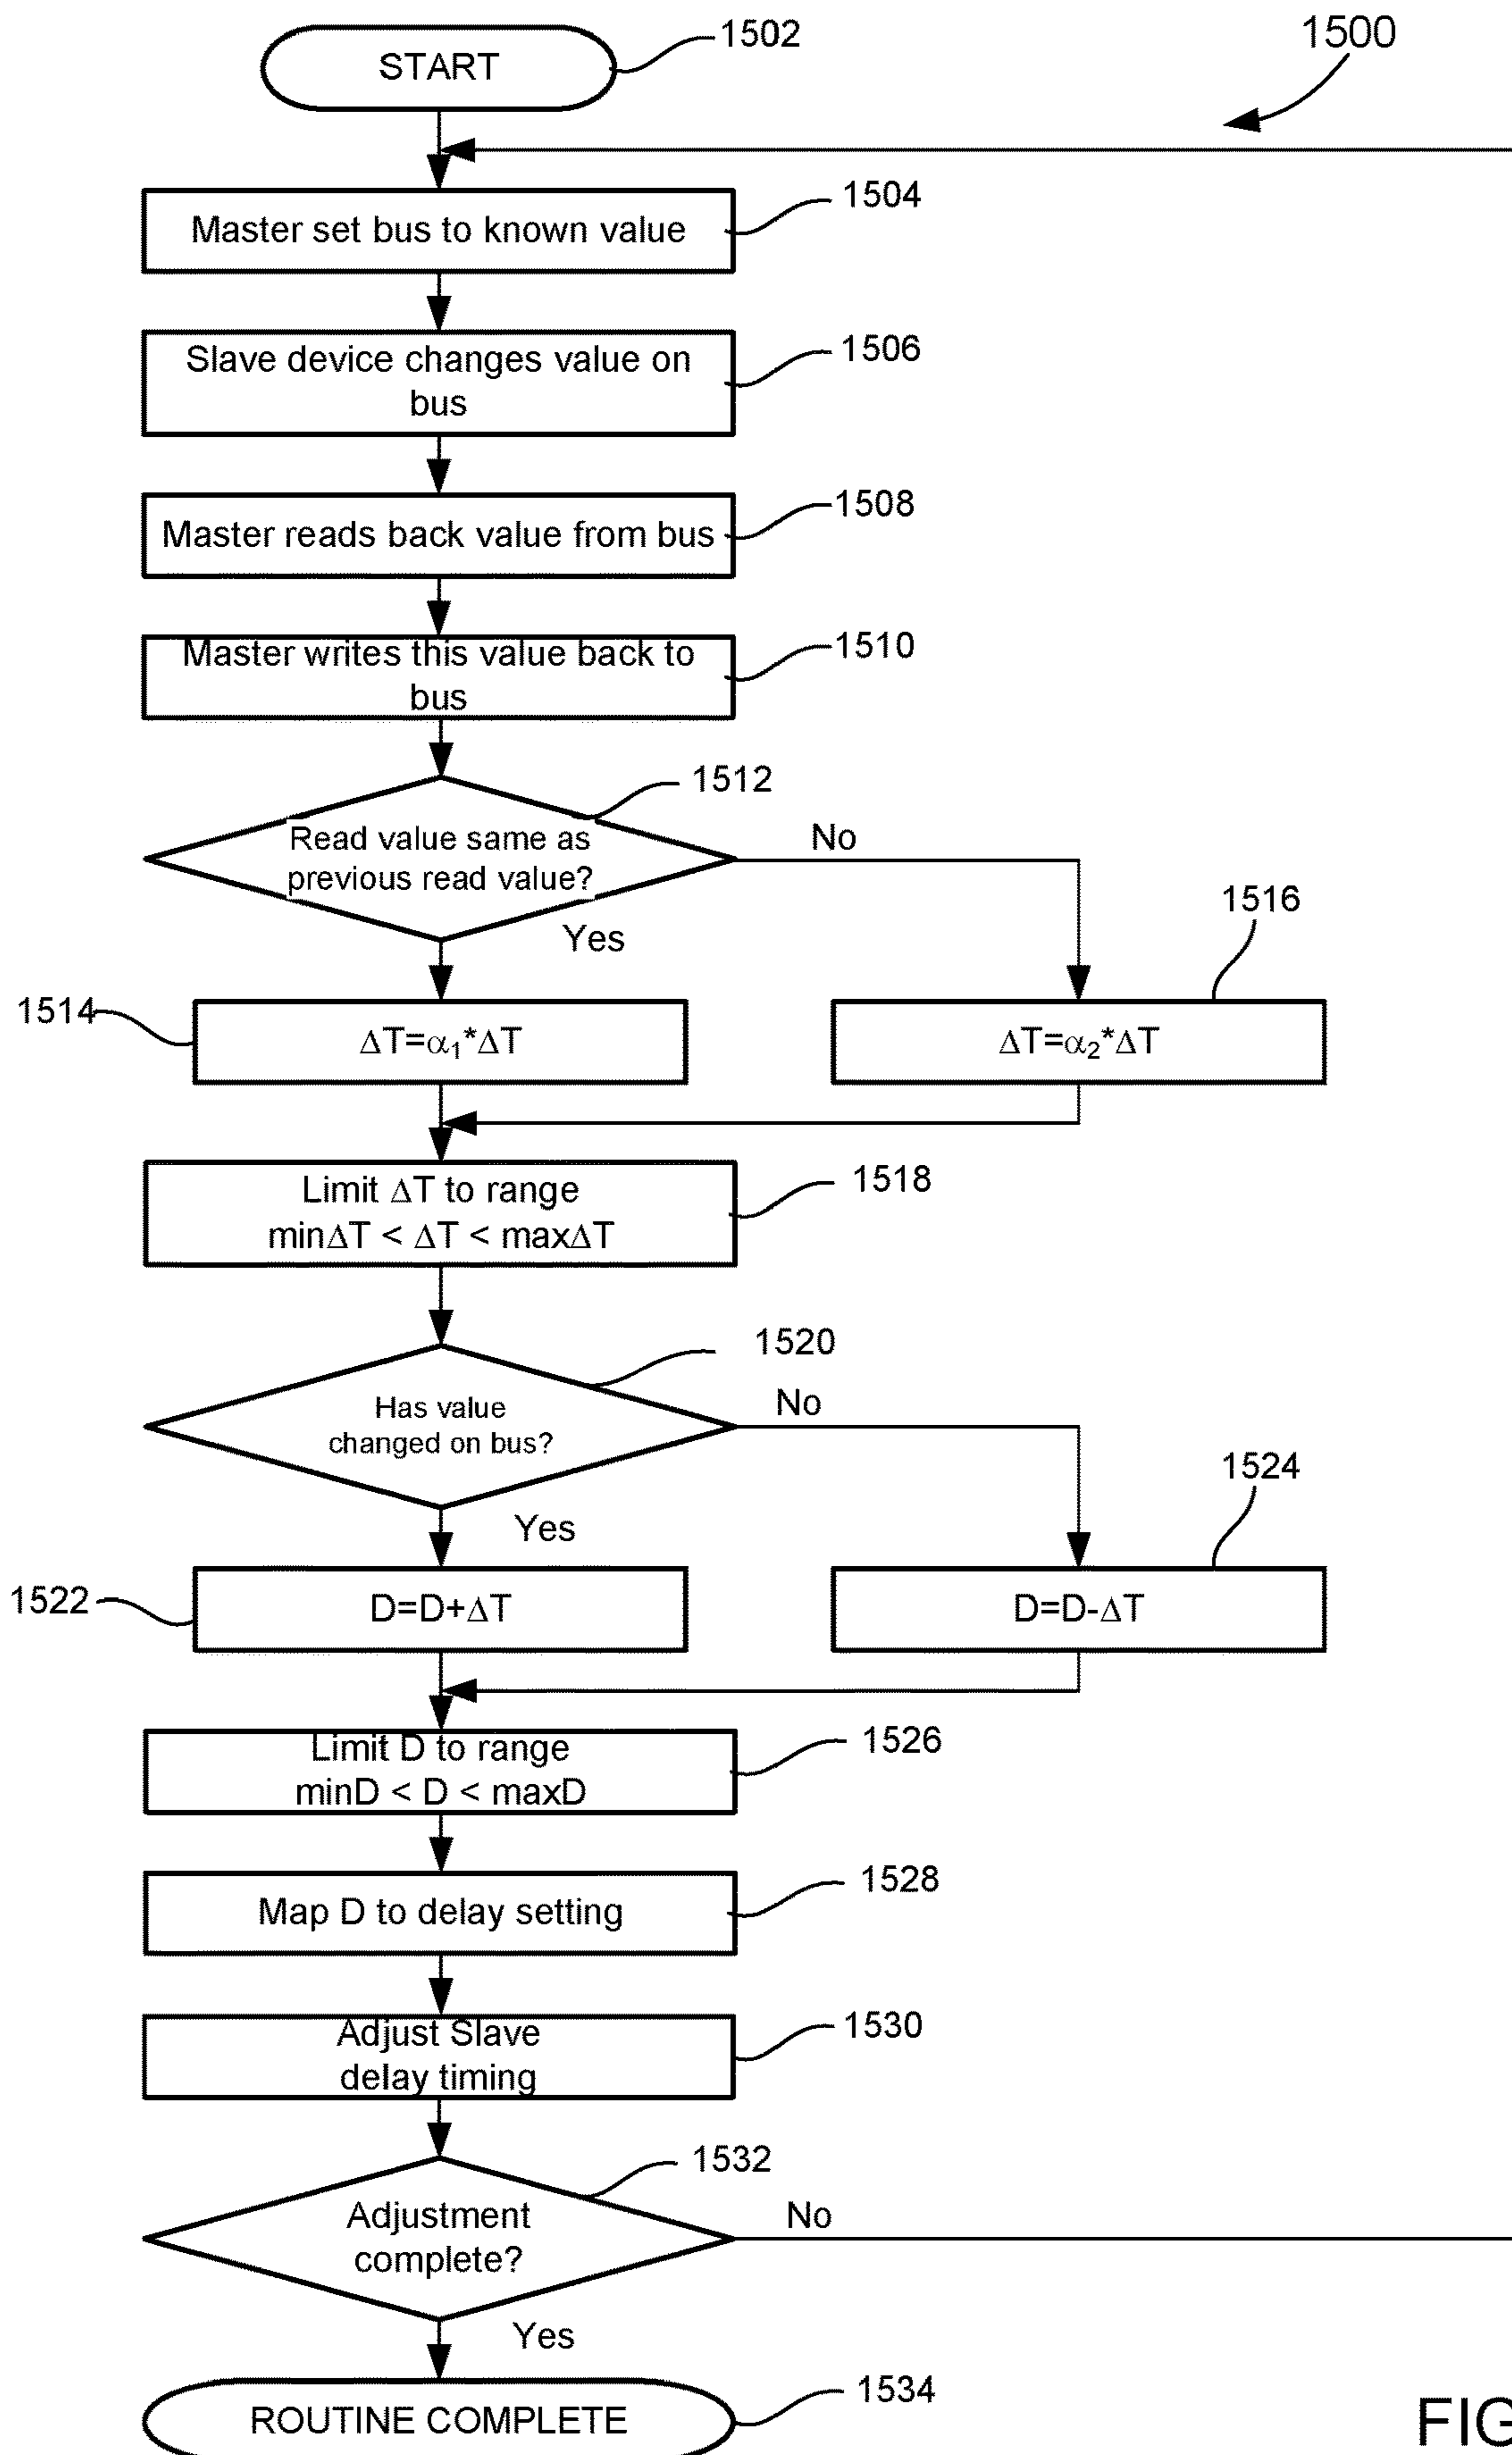 START
1502
1500
Master set bus to known value
1504
Slave device changes value on
bus
1506
Master reads back value from bus
1508
Master writes this value back to
bus
1510
Read value same as
previous read value?
1512
No
Yes
1514
ΔT=α₁*ΔT
1516
ΔT=α₂*ΔT
Limit ΔT to range
minΔT < ΔT < maxΔT
1518
Has value
changed on bus?
1520
No
Yes
1522
D=D+ΔT
1524
D=D-ΔT
Limit D to range
minD < D < maxD
1526
Map D to delay setting
1528
Adjust Slave
delay timing
1530
Adjustment
complete?
1532
No
Yes
ROUTINE COMPLETE
1534
FIG